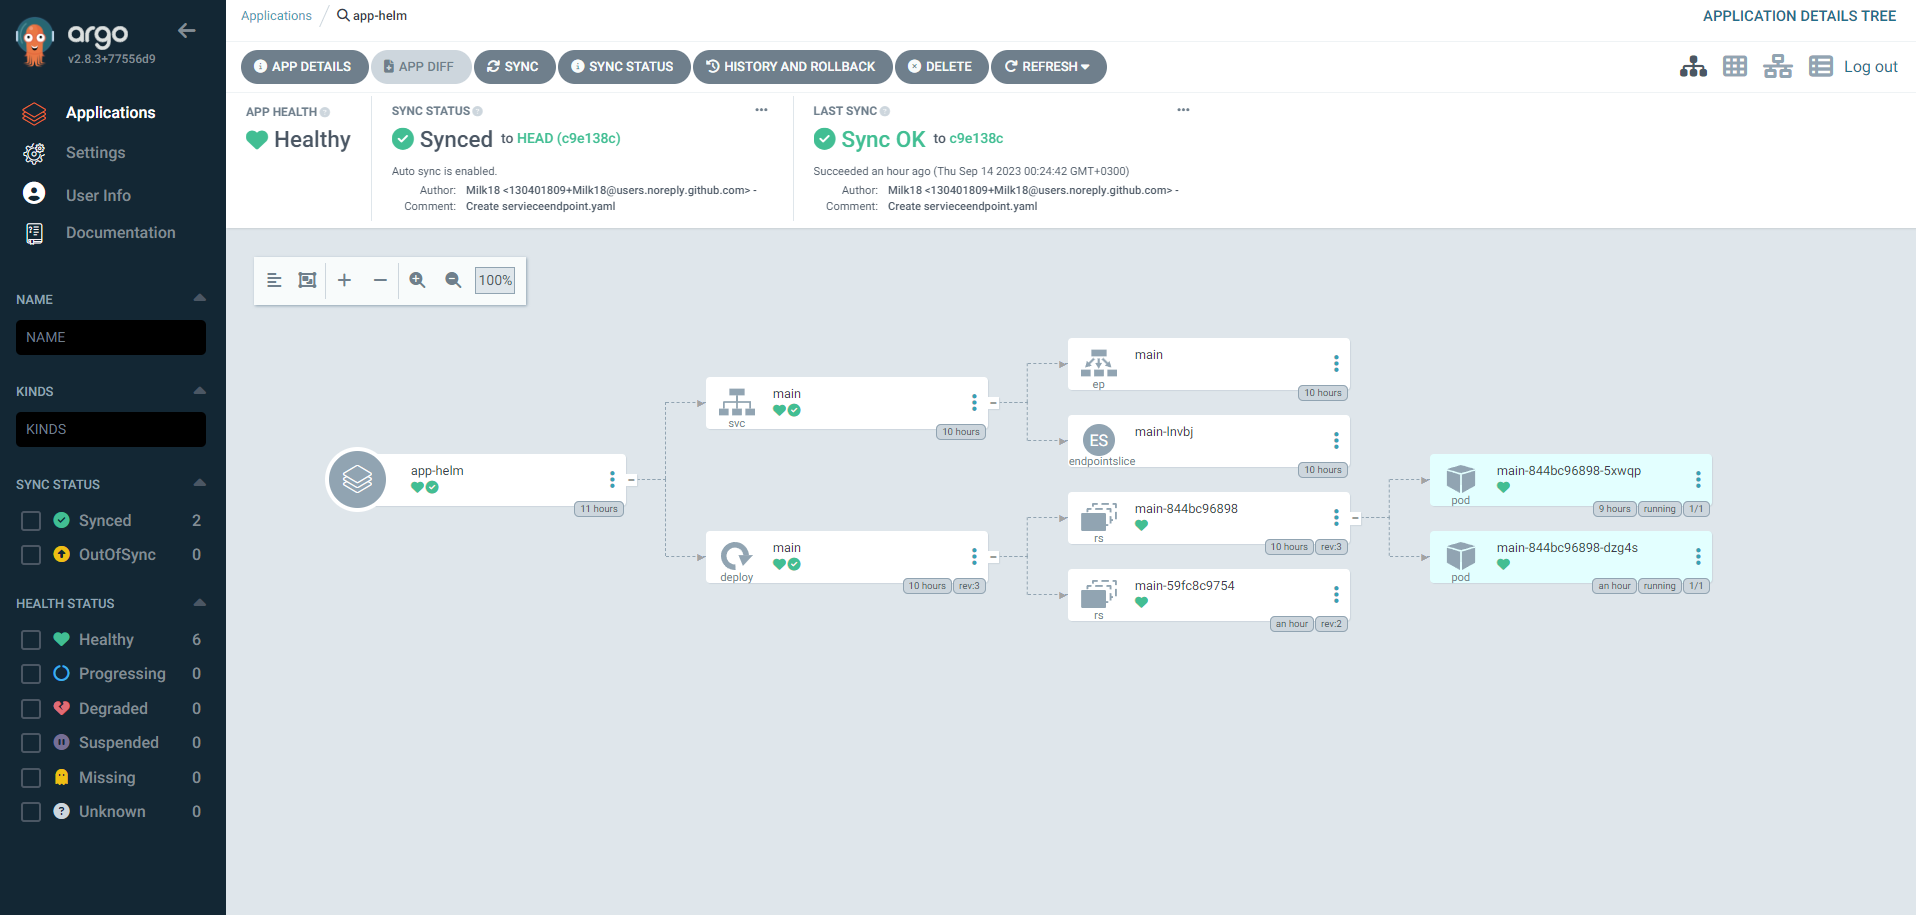 argo
v2.8.3+77556d9
Applications
Settings
User Info
Documentation
NAME
NAME
KINDS
KINDS
SYNC STATUS
Synced 2
OutOfSync 0
HEALTH STATUS
Healthy 6
Progressing 0
Degraded 0
Suspended 0
Missing 0
Unknown 0
Applications / app-helm
APPLICATION DETAILS TREE
APP DETAILS APP DIFF SYNC SYNC STATUS HISTORY AND ROLLBACK DELETE REFRESH
Log out
APP HEALTH
Healthy
SYNC STATUS
Synced to HEAD (c9e138c)
Auto sync is enabled.
Author: Milk18 <130401809+Milk18@users.noreply.github.com> -
Comment: Create servieceendpoint.yaml
LAST SYNC
Sync OK to c9e138c
Succeeded an hour ago (Thu Sep 14 2023 00:24:42 GMT+0300)
Author: Milk18 <130401809+Milk18@users.noreply.github.com> -
Comment: Create servieceendpoint.yaml
100%
app-helm
11 hours
main
svc
10 hours
main
deploy
10 hours rev:3
main
ep
10 hours
ES
main-lnvbj
endpointslice
10 hours
main-844bc96898
rs
10 hours rev:3
main-59fc8c9754
rs
an hour rev:2
main-844bc96898-5xwqp
pod
9 hours running 1/1
main-844bc96898-dzg4s
pod
an hour running 1/1